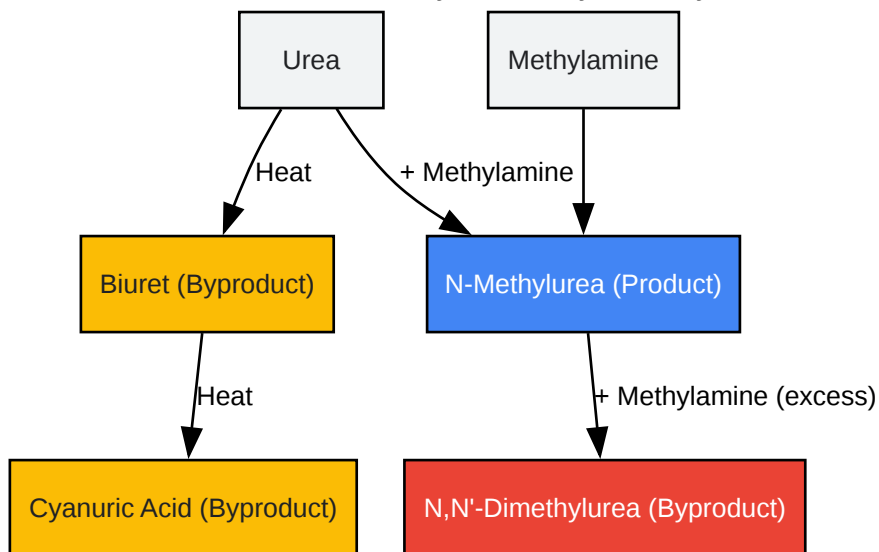 Urea
Methylamine
Heat
+ Methylamine
Biuret (Byproduct)
N-Methylurea (Product)
Heat
+ Methylamine (excess)
Cyanuric Acid (Byproduct)
N,N'-Dimethylurea (Byproduct)